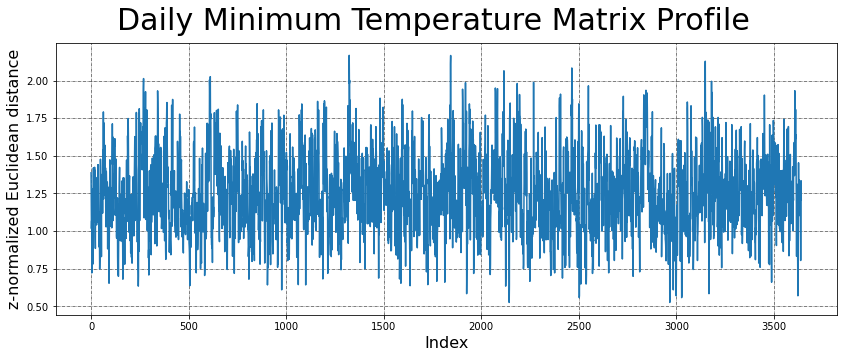 Daily Minimum Temperature Matrix Profile
z-normalized Euclidean distance
2.00
1.75
1.50
1.25
1.00
0.75
0.50
0 500 1000 1500 2000 2500 3000 3500
Index